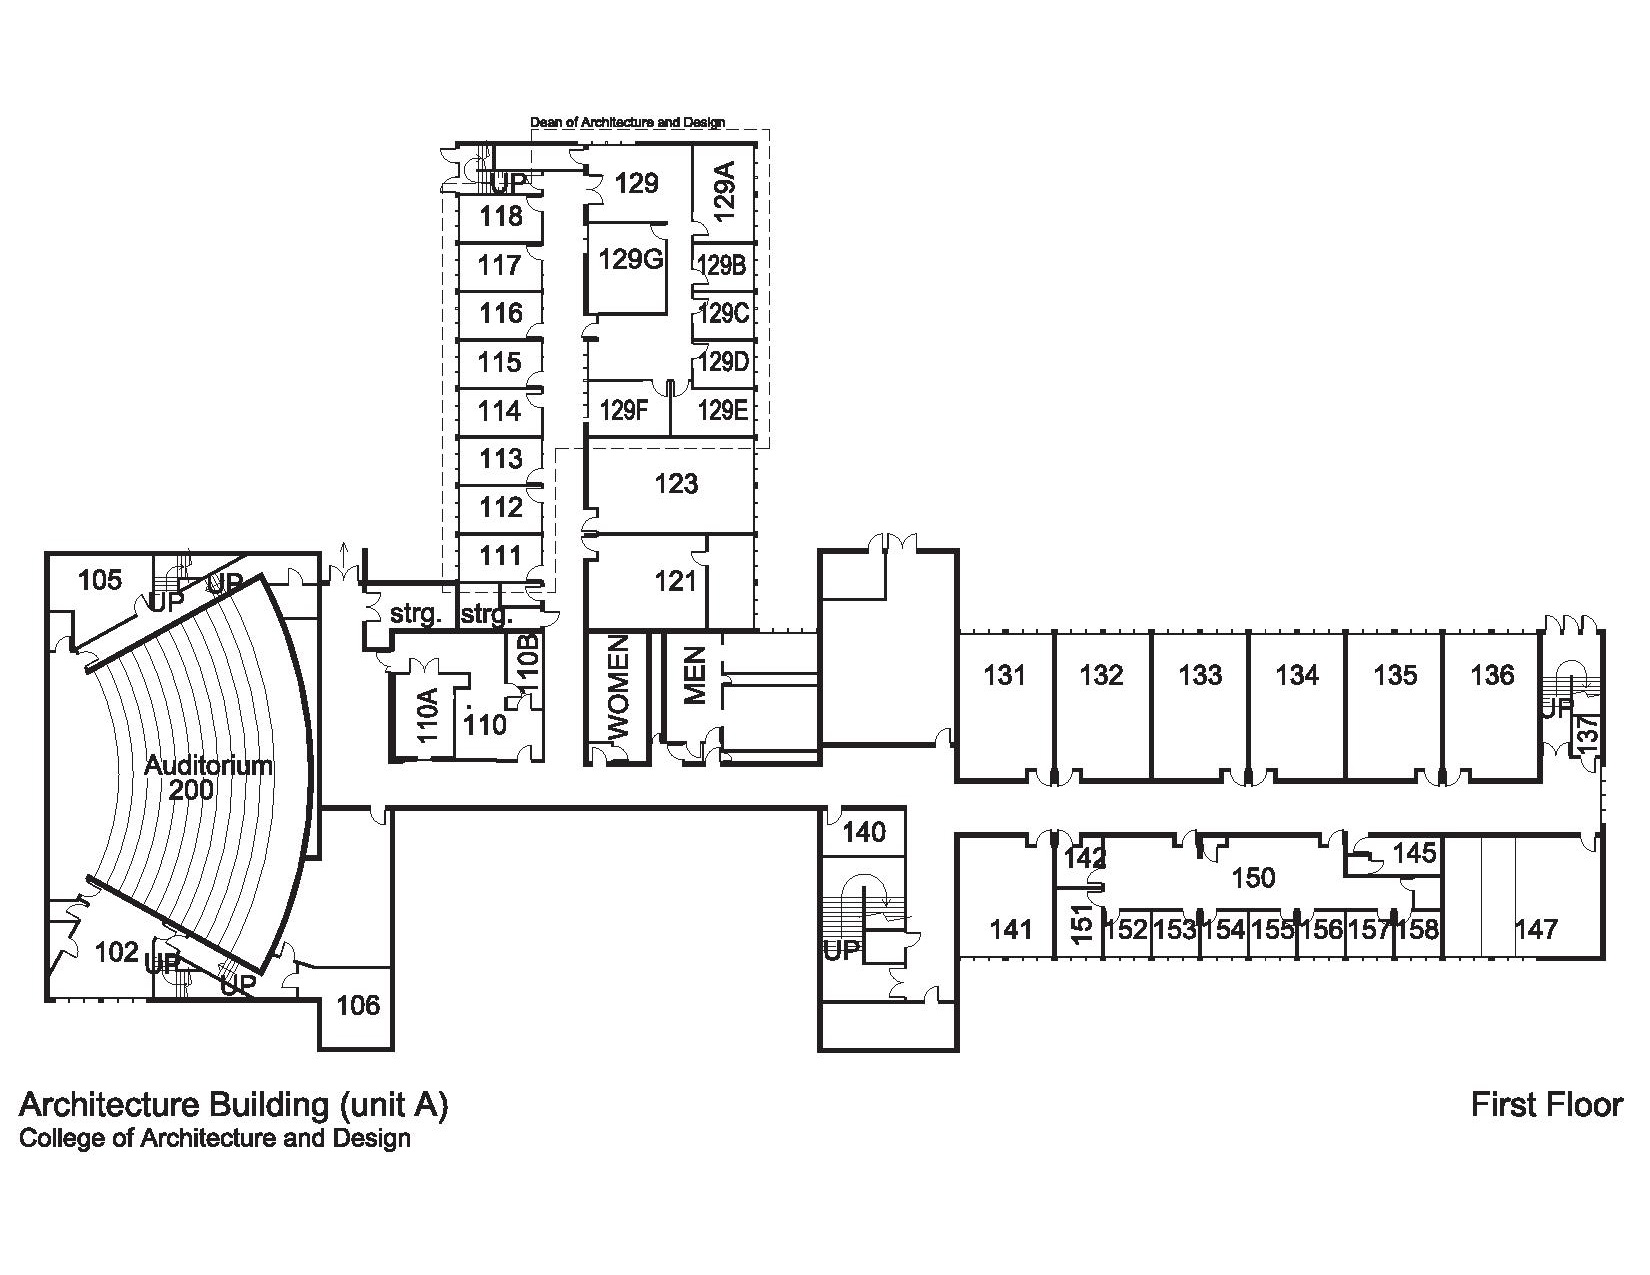 Dean of Architecture and Design
UP
129
129A
118
117
129G
129B
116
129C
115
129D
114
129F
129E
113
123
112
111
121
105
UP
UP
strg.
strg.
WOMEN
MEN
110B
110A
110
131
132
133
134
135
136
UP
137
Auditorium
200
140
142
145
150
102
UP
UP
106
UP
141
151
152
153
154
155
156
157
158
147
Architecture Building (unit A)
First Floor
College of Architecture and Design